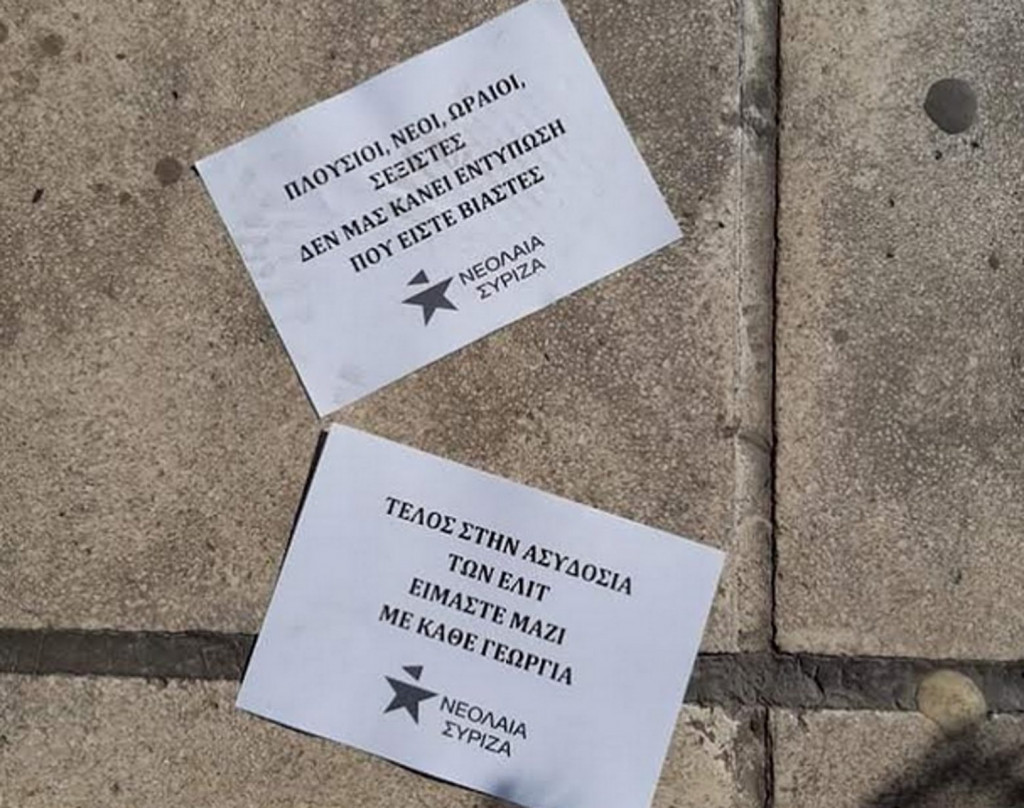 ΠΛΟΥΣΙΟΙ, ΝΕΟΙ, ΩΡΑΙΟΙ,
ΣΕΞΙΣΤΕΣ
ΔΕΝ ΜΑΣ ΚΑΝΕΙ ΕΝΤΥΠΩΣΗ
ΠΟΥ ΕΙΣΤΕ ΒΙΑΣΤΕΣ
ΝΕΟΛΑΙΑ
ΣΥΡΙΖΑ
ΤΕΛΟΣ ΣΤΗΝ ΑΣΥΔΟΣΙΑ
ΤΩΝ ΕΛΙΤ
ΕΙΜΑΣΤΕ ΜΑΖΙ
ΜΕ ΚΑΘΕ ΓΕΩΡΓΙΑ
ΝΕΟΛΑΙΑ
ΣΥΡΙΖΑ